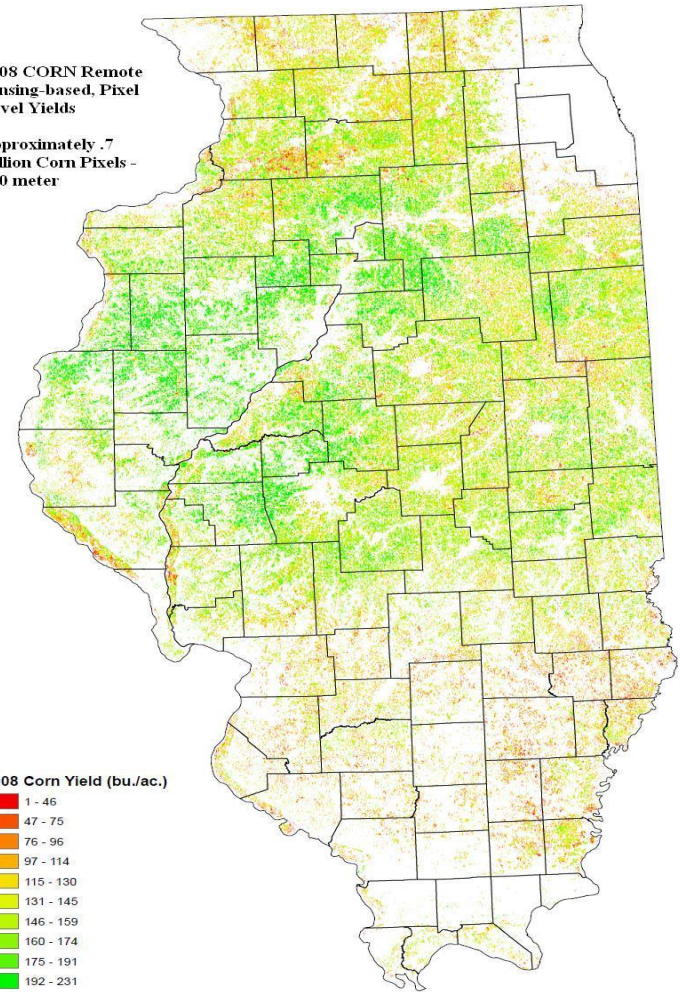 08 CORN Remote
nsing-based, Pixel
vel Yields
proximately .7
llion Corn Pixels -
0 meter
08 Corn Yield (bu./ac.)
1 - 46
47 - 75
76 - 96
97 - 114
115 - 130
131 - 145
146 - 159
160 - 174
175 - 191
192 - 231